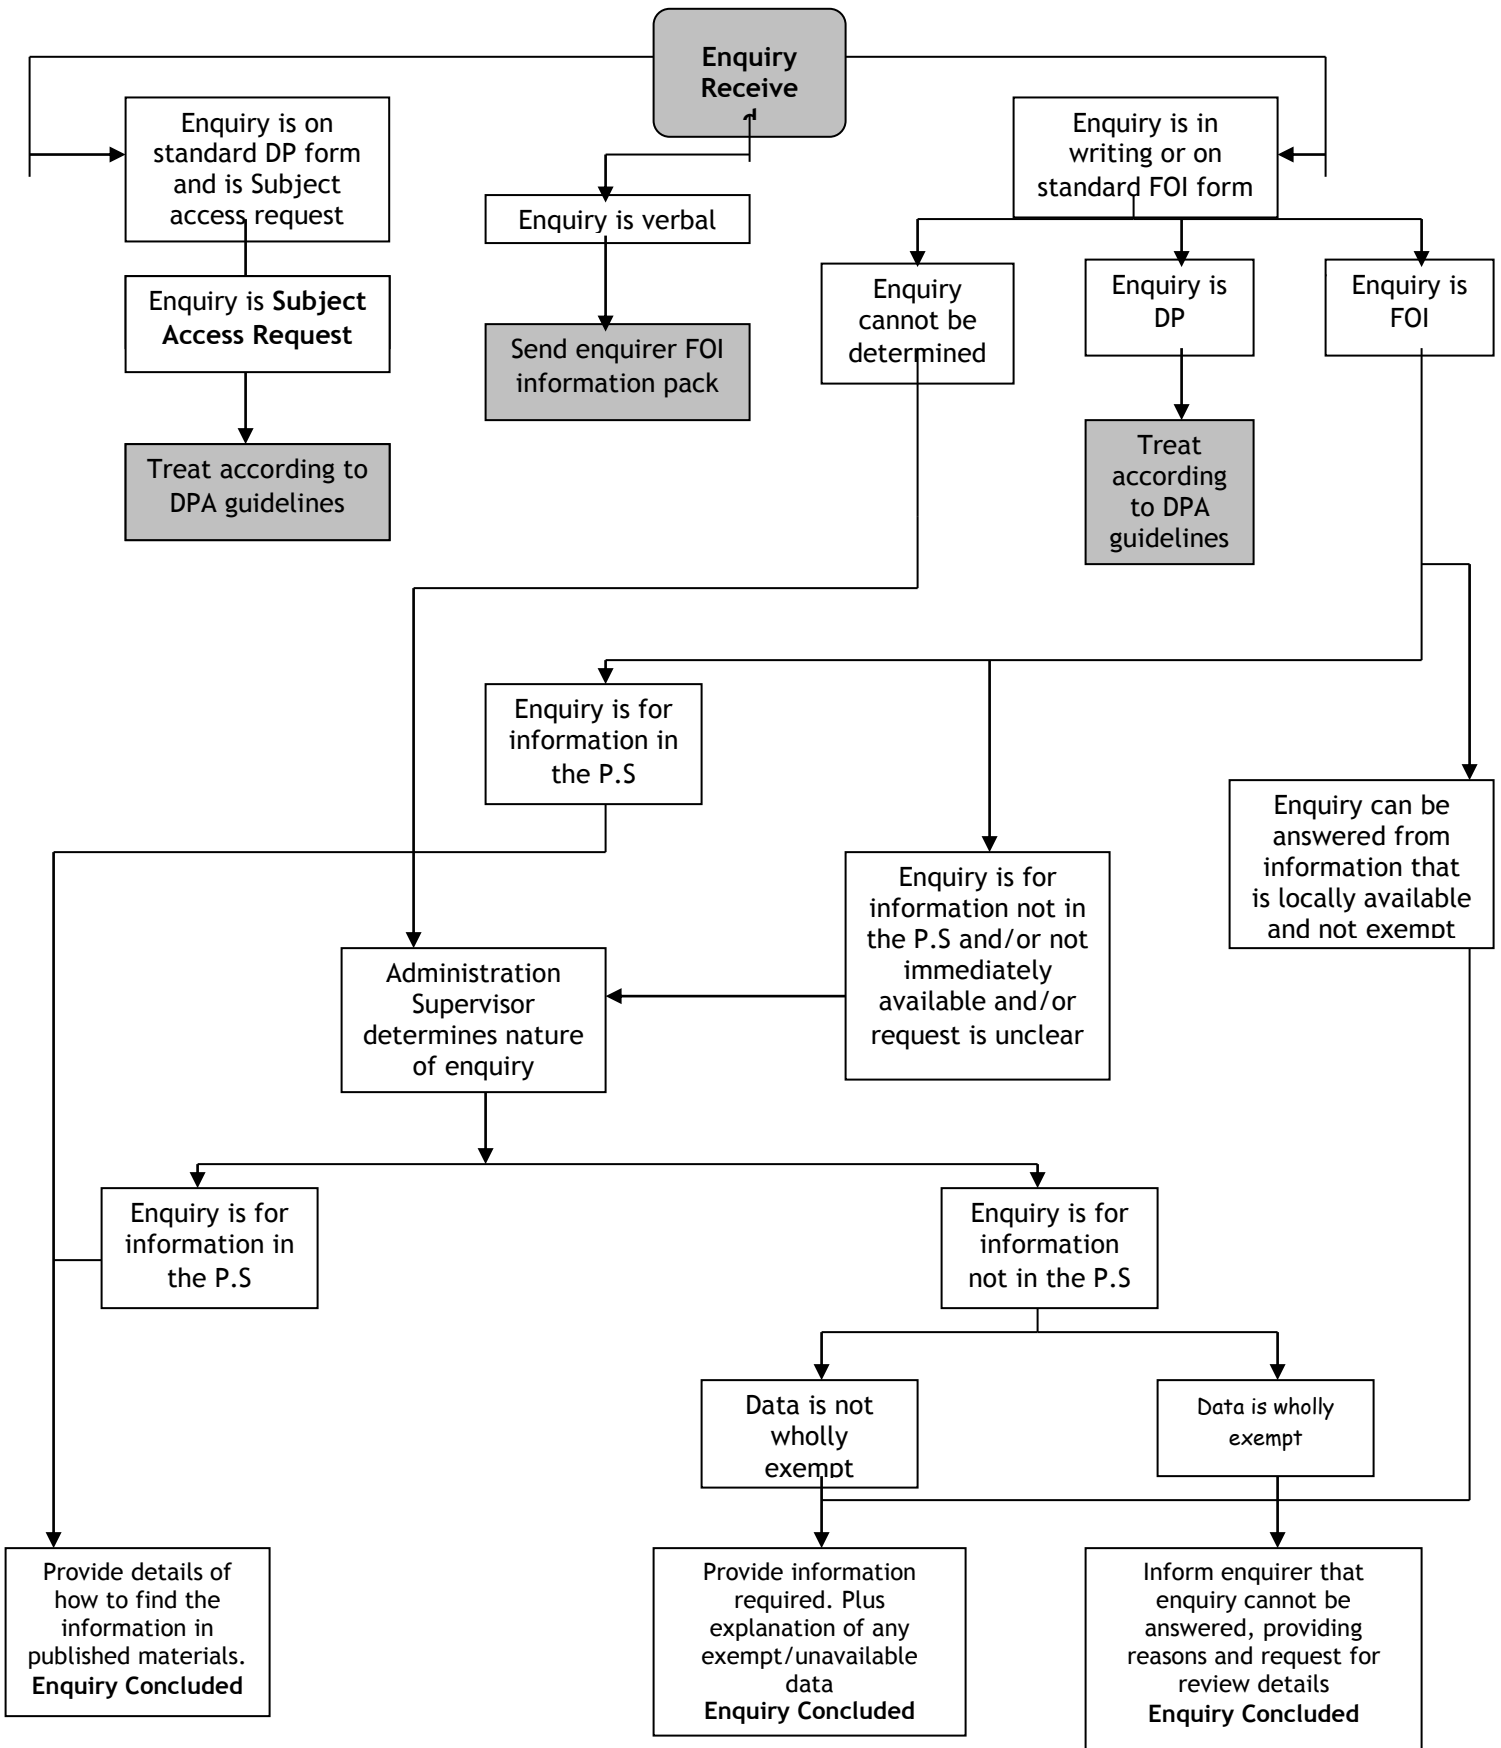 Enquiry
Receive
d
Enquiry is on
standard DP form
and is Subject
access request
Enquiry is verbal
Enquiry is in
writing or on
standard FOI form
Enquiry is Subject
Access Request
Send enquirer FOI
information pack
Enquiry
cannot be
determined
Enquiry is
DP
Enquiry is
FOI
Treat according to
DPA guidelines
Treat
according
to DPA
guidelines
Enquiry is for
information in
the P.S
Enquiry can be
answered from
information that
is locally available
and not exempt
Enquiry is for
information not in
the P.S and/or not
immediately
available and/or
request is unclear
Administration
Supervisor
determines nature
of enquiry
Enquiry is for
information in
the P.S
Enquiry is for
information
not in the P.S
Data is not
wholly
exempt
Data is wholly
exempt
Provide details of
how to find the
information in
published materials.
Enquiry Concluded
Provide information
required. Plus
explanation of any
exempt/unavailable
data
Enquiry Concluded
Inform enquirer that
enquiry cannot be
answered, providing
reasons and request for
review details
Enquiry Concluded